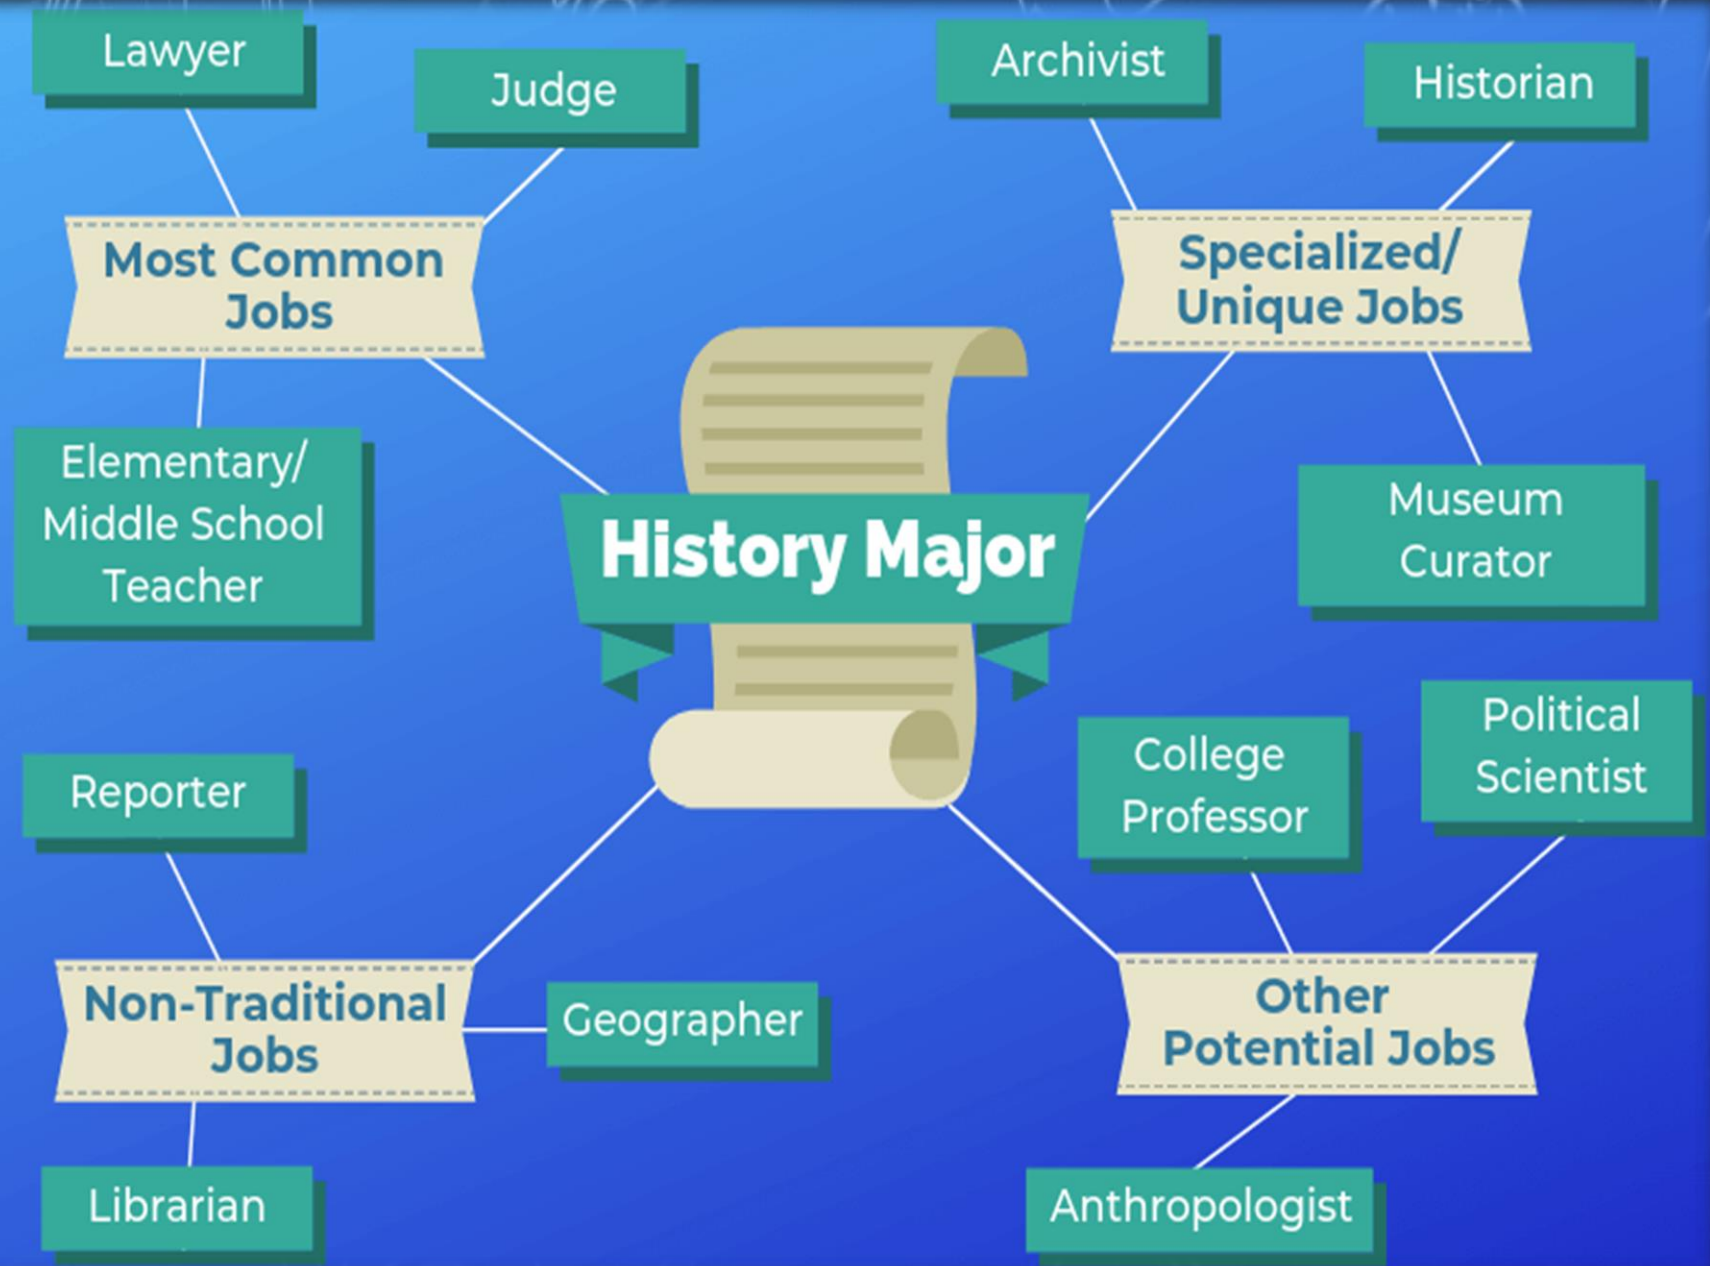 Lawyer
Judge
Most Common
Jobs
Elementary/
Middle School
Teacher
Archivist
Historian
Specialized/
Unique Jobs
Museum
Curator
History Major
Reporter
Non-Traditional
Jobs
Geographer
Librarian
College
Professor
Political
Scientist
Other
Potential Jobs
Anthropologist